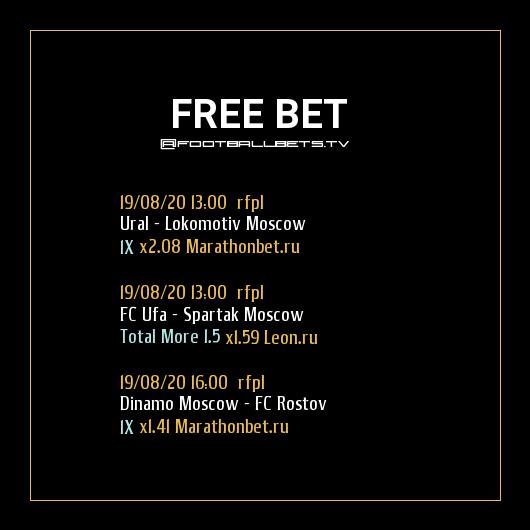 FREE BET
@FOOTBALLBETS.TV
19/08/20 13:00 rfpl
Ural - Lokomotiv Moscow
1X x2.08 Marathonbet.ru
19/08/20 13:00 rfpl
FC Ufa - Spartak Moscow
Total More 1.5 x1.59 Leon.ru
19/08/20 16:00 rfpl
Dinamo Moscow - FC Rostov
1X x1.41 Marathonbet.ru